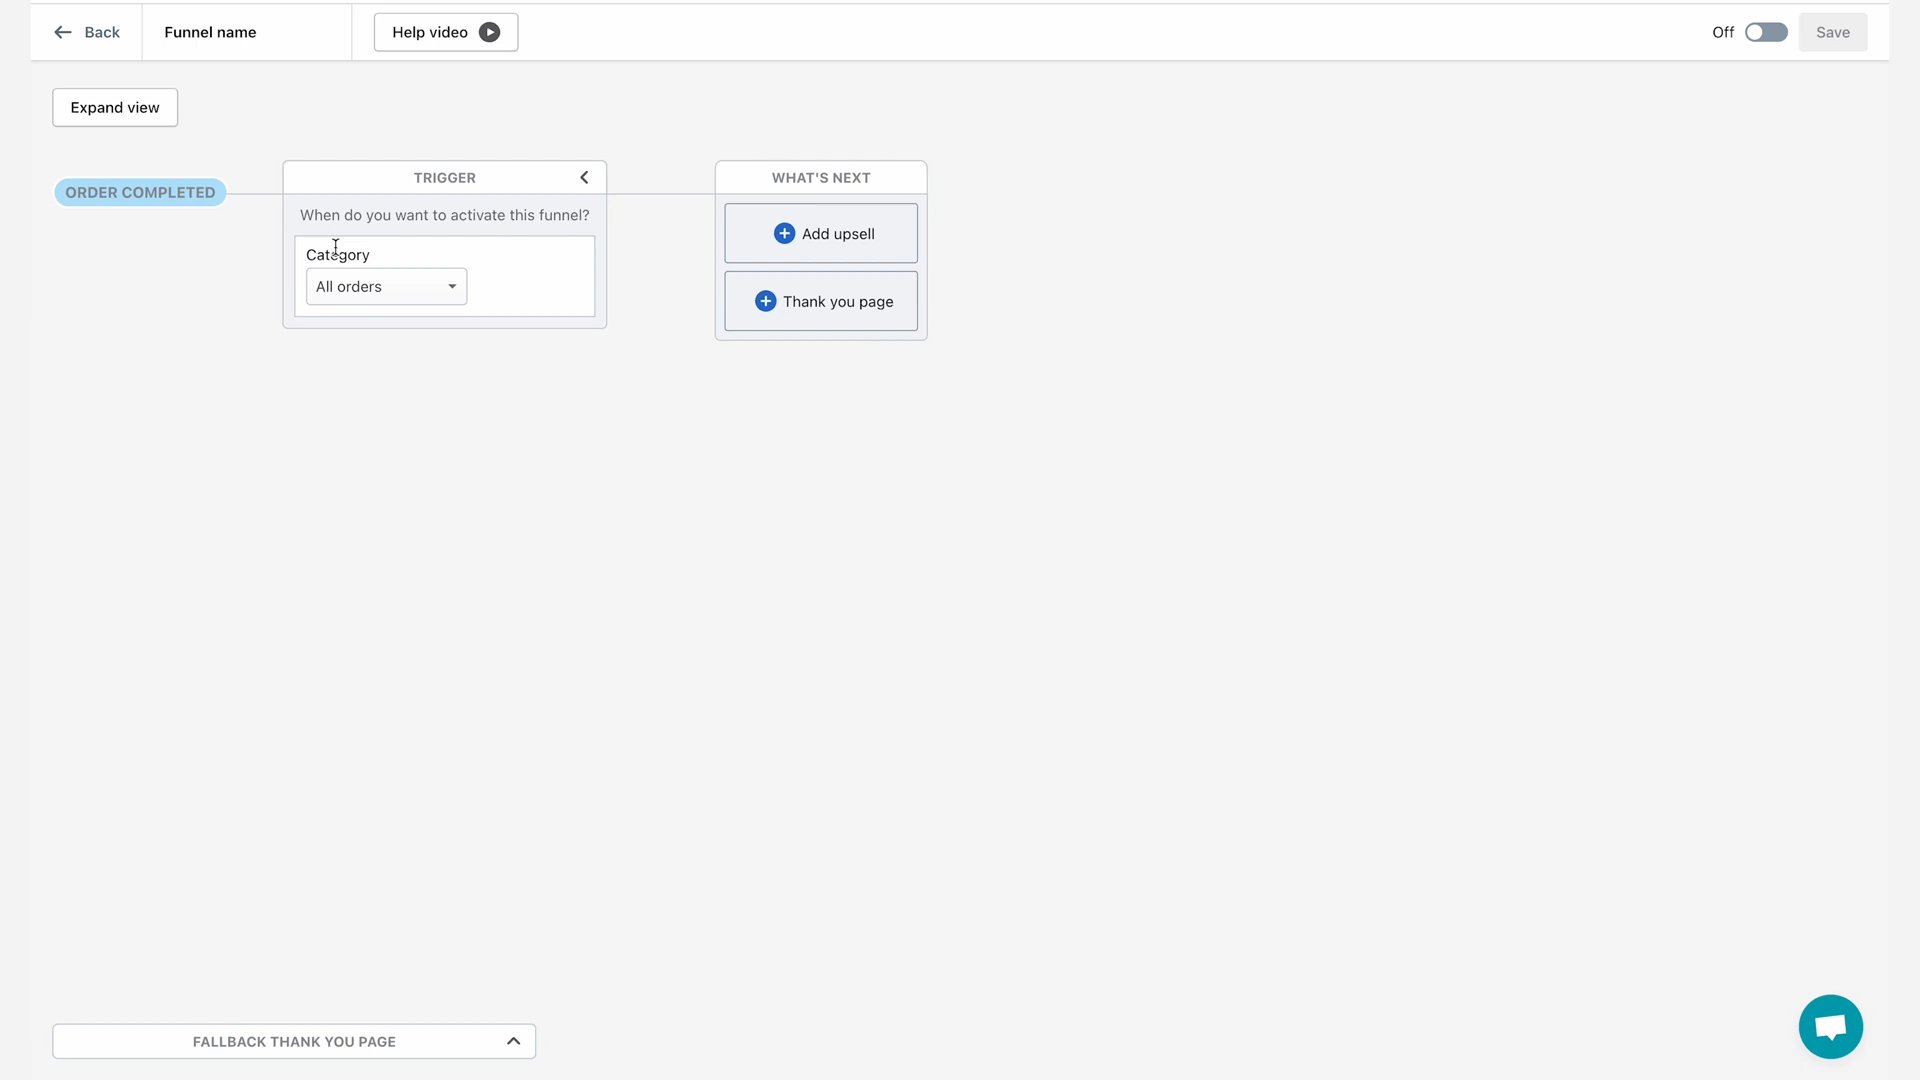 Back
Funnel name
Help video
Off
Save
Expand view
ORDER COMPLETED
TRIGGER
When do you want to activate this funnel?
Category
All orders
WHAT'S NEXT
Add upsell
Thank you page
FALLBACK THANK YOU PAGE